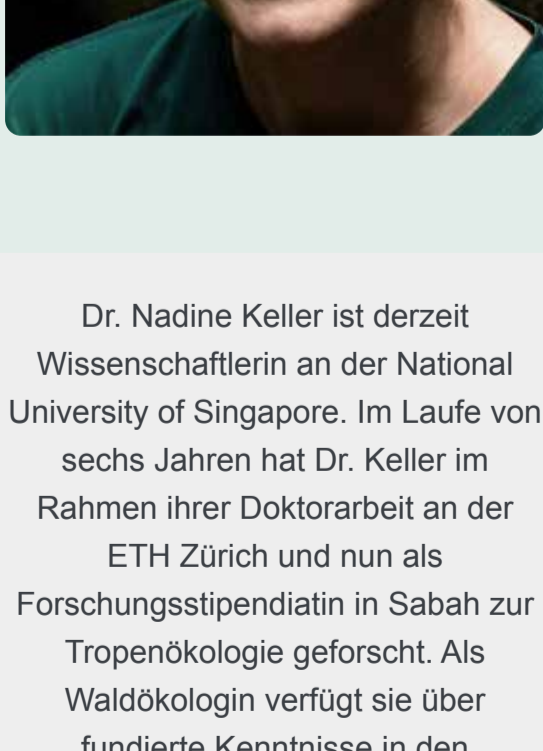 Dr. Nadine Keller ist derzeit
Wissenschaftlerin an der National
University of Singapore. Im Laufe von
sechs Jahren hat Dr. Keller im
Rahmen ihrer Doktorarbeit an der
ETH Zürich und nun als
Forschungsstipendiatin in Sabah zur
Tropenökologie geforscht. Als
Waldökologin verfügt sie über
fundierte Kenntnisse in den